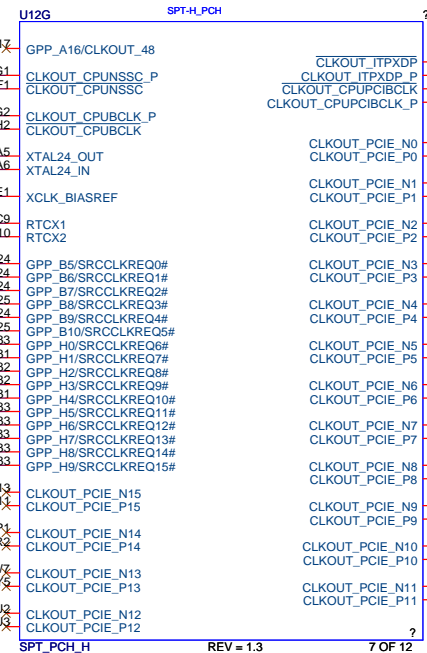 U12G
SPT-H_PCH
?
GPP_A16/CLKOUT_48
CLKOUT_CPUNSSC_P
CLKOUT_CPUNSSC
CLKOUT_CPUBCLK_P
CLKOUT_CPUBCLK
XTAL24_OUT
XTAL24_IN
XCLK_BIASREF
RTCX1
RTCX2
GPP_B5/SRCCLKREQ0#
GPP_B6/SRCCLKREQ1#
GPP_B7/SRCCLKREQ2#
GPP_B8/SRCCLKREQ3#
GPP_B9/SRCCLKREQ4#
GPP_B10/SRCCLKREQ5#
GPP_H0/SRCCLKREQ6#
GPP_H1/SRCCLKREQ7#
GPP_H2/SRCCLKREQ8#
GPP_H3/SRCCLKREQ9#
GPP_H4/SRCCLKREQ10#
GPP_H5/SRCCLKREQ11#
GPP_H6/SRCCLKREQ12#
GPP_H7/SRCCLKREQ13#
GPP_H8/SRCCLKREQ14#
GPP_H9/SRCCLKREQ15#
CLKOUT_PCIE_N15
CLKOUT_PCIE_P15
CLKOUT_PCIE_N14
CLKOUT_PCIE_P14
CLKOUT_PCIE_N13
CLKOUT_PCIE_P13
CLKOUT_PCIE_N12
CLKOUT_PCIE_P12
CLKOUT_ITPXDP
CLKOUT_ITPXDP_P
CLKOUT_CPUPCIBCLK
CLKOUT_CPUPCIBCLK_P
CLKOUT_PCIE_N0
CLKOUT_PCIE_P0
CLKOUT_PCIE_N1
CLKOUT_PCIE_P1
CLKOUT_PCIE_N2
CLKOUT_PCIE_P2
CLKOUT_PCIE_N3
CLKOUT_PCIE_P3
CLKOUT_PCIE_N4
CLKOUT_PCIE_P4
CLKOUT_PCIE_N5
CLKOUT_PCIE_P5
CLKOUT_PCIE_N6
CLKOUT_PCIE_P6
CLKOUT_PCIE_N7
CLKOUT_PCIE_P7
CLKOUT_PCIE_N8
CLKOUT_PCIE_P8
CLKOUT_PCIE_N9
CLKOUT_PCIE_P9
CLKOUT_PCIE_N10
CLKOUT_PCIE_P10
CLKOUT_PCIE_N11
CLKOUT_PCIE_P11
?
SPT_PCH_H
REV = 1.3
7 OF 12